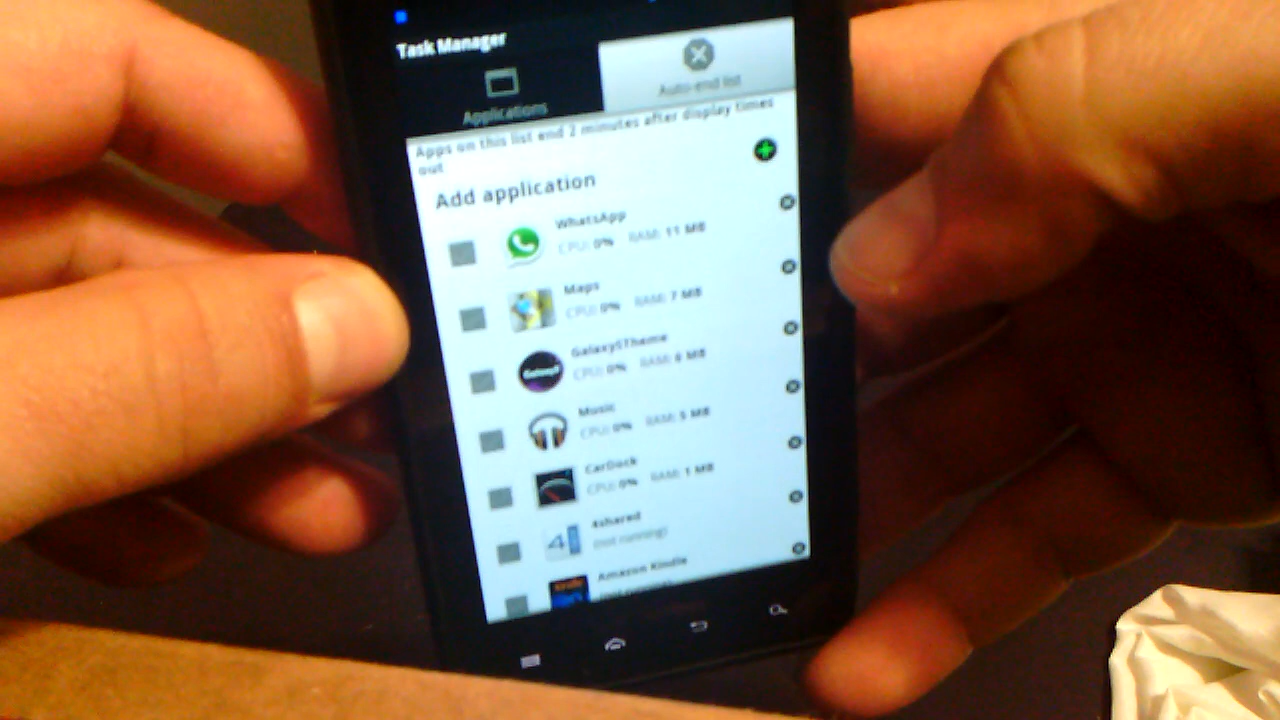 Task Manager
Applications
Auto-end list
Apps on this list end 2 minutes after display times
out
Add application
WhatsApp
CPU: 0% RAM: 11 MB
Maps
CPU: 0% RAM: 7 MB
GalaxySTheme
CPU: 0% RAM: 6 MB
Music
CPU: 0% RAM: 5 MB
CarDock
CPU: 0% RAM: 1 MB
4shared
(not running)
Amazon Kindle
kindle